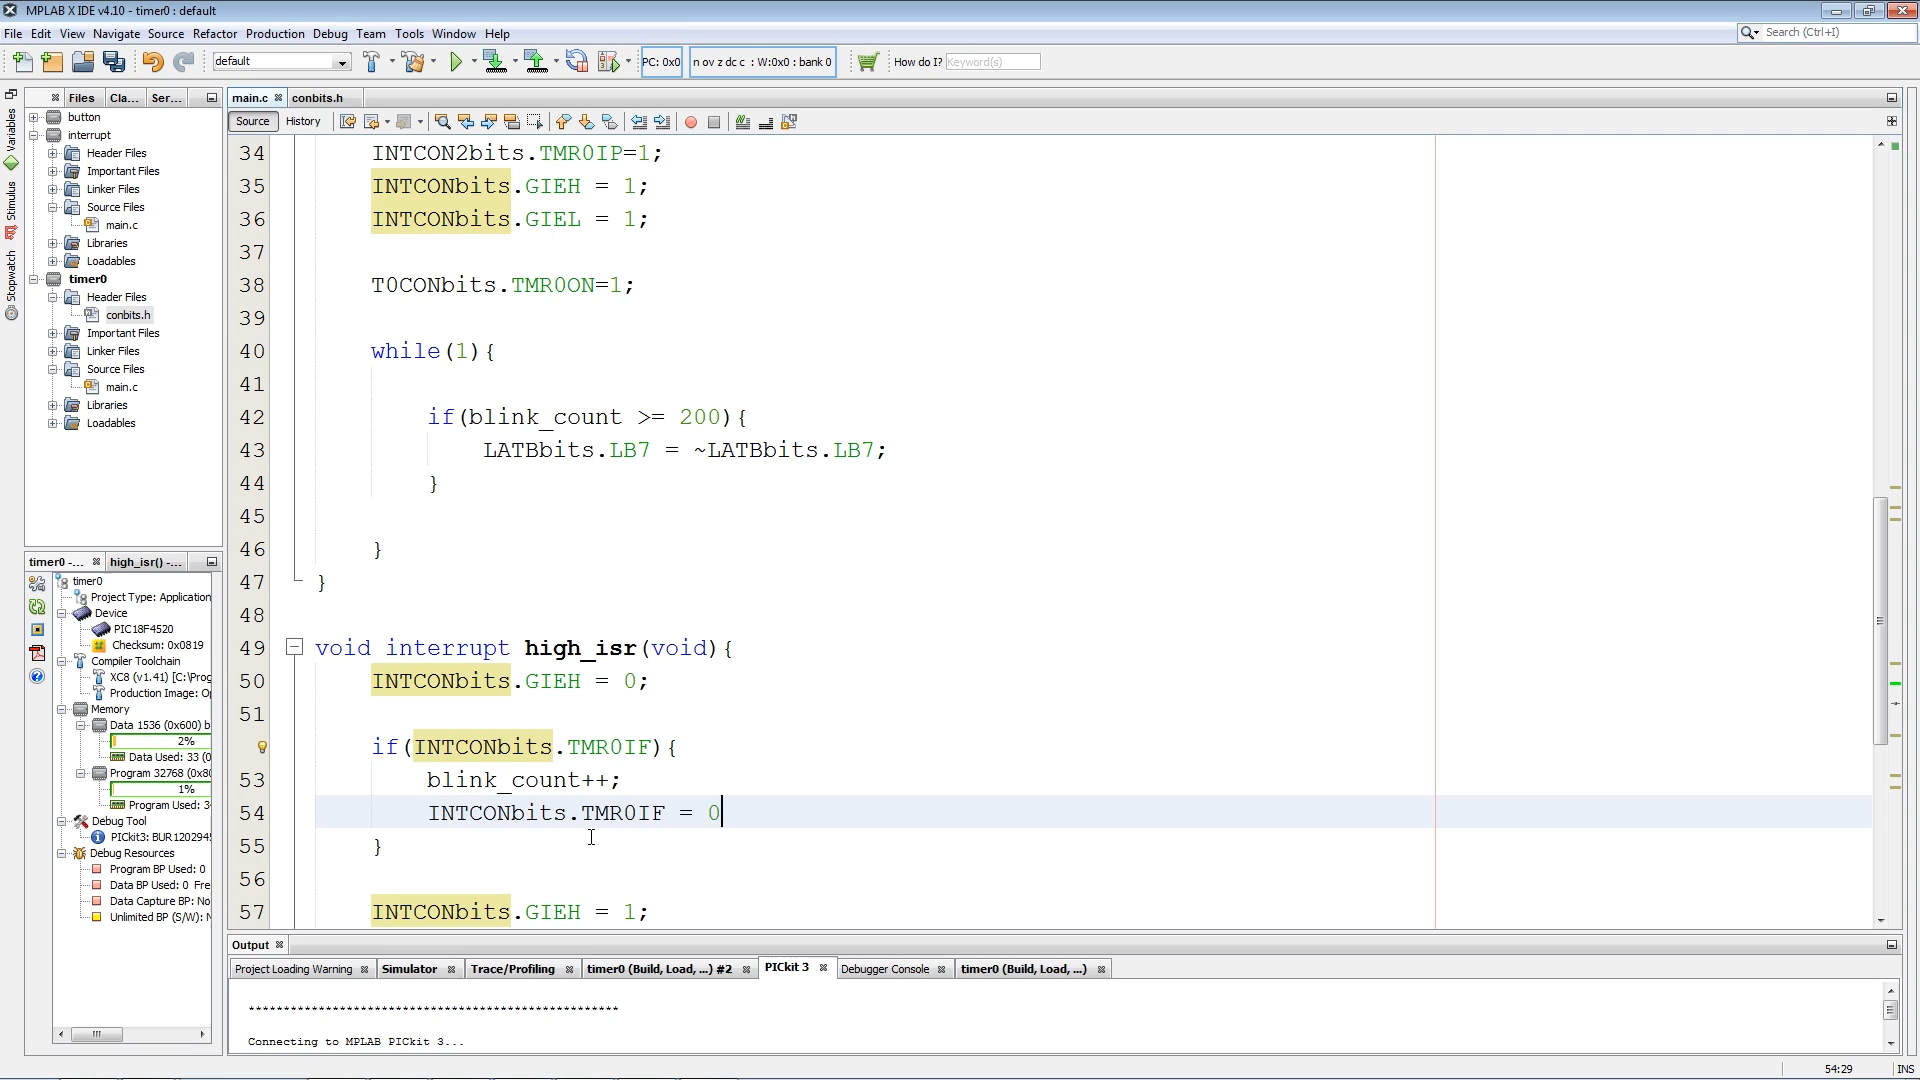 MPLAB X IDE v4.10 - timer0 : default
File Edit View Navigate Source Refactor Production Debug Team Tools Window Help
Search (Ctrl+I)
default
PC: 0x0
n ov z dc c : W:0x0 : bank 0
How do I? Keyword(s)
Files Cla... Ser...
main.c conbits.h
Source History
Variables
Stimulus
Stopwatch
button
interrupt
Header Files
Important Files
Linker Files
Source Files
main.c
Libraries
Loadables
timer0
Header Files
conbits.h
Important Files
Linker Files
Source Files
main.c
Libraries
Loadables
34 INTCON2bits.TMR0IP=1;
35 INTCONbits.GIEH = 1;
36 INTCONbits.GIEL = 1;
37
38 T0CONbits.TMR0ON=1;
39
40 while(1){
41
42 if(blink_count >= 200){
43 LATBbits.LB7 = ~LATBbits.LB7;
44 }
45
46 }
47 }
48
49 void interrupt high_isr(void){
50 INTCONbits.GIEH = 0;
51
if(INTCONbits.TMR0IF){
53 blink_count++;
54 INTCONbits.TMR0IF = 0
55 }
56
57 INTCONbits.GIEH = 1;
timer0 -... high_isr() -...
timer0
Project Type: Application
Device
PIC18F4520
Checksum: 0x0819
Compiler Toolchain
XC8 (v1.41) [C:\Prog
Production Image: Op
Memory
Data 1536 (0x600) b
2%
Data Used: 33 (0
Program 32768 (0x80
1%
Program Used: 3
Debug Tool
PICkit3: BUR1202945
Debug Resources
Program BP Used: 0
Data BP Used: 0 Fre
Data Capture BP: No
Unlimited BP (S/W): N
Output
Project Loading Warning Simulator Trace/Profiling timer0 (Build, Load, ...) #2 PICkit 3 Debugger Console timer0 (Build, Load, ...)
*****************************************************
Connecting to MPLAB PICkit 3...
54:29 INS